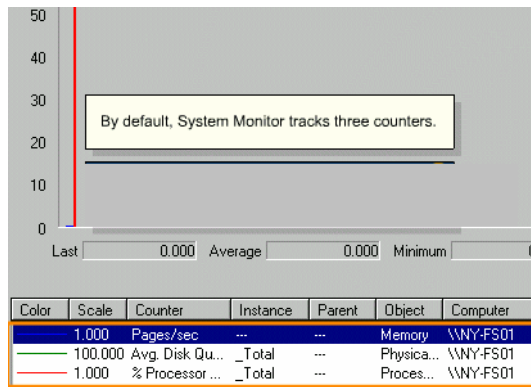 50
40
30
By default, System Monitor tracks three counters.
20
10
0
Last 0.000 Average 0.000 Minimum
Color Scale Counter Instance Parent Object Computer
1.000 Pages/sec --- --- Memory \\NY-FS01
100.000 Avg. Disk Qu... _Total --- Physica... \\NY-FS01
1.000 % Processor ... _Total --- Proces... \\NY-FS01